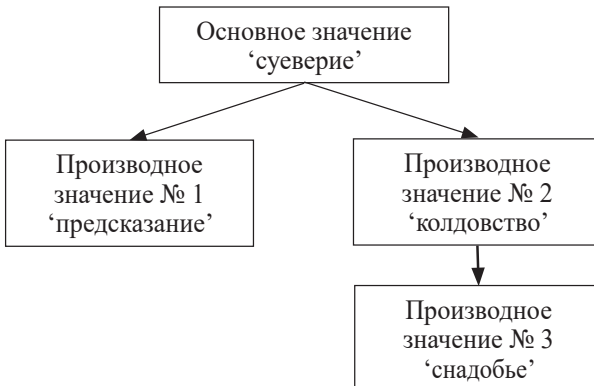 Основное значение
‘суеверие’
Производное
значение № 1
‘предсказание’
Производное
значение № 2
‘колдовство’
Производное
значение № 3
‘снадобье’